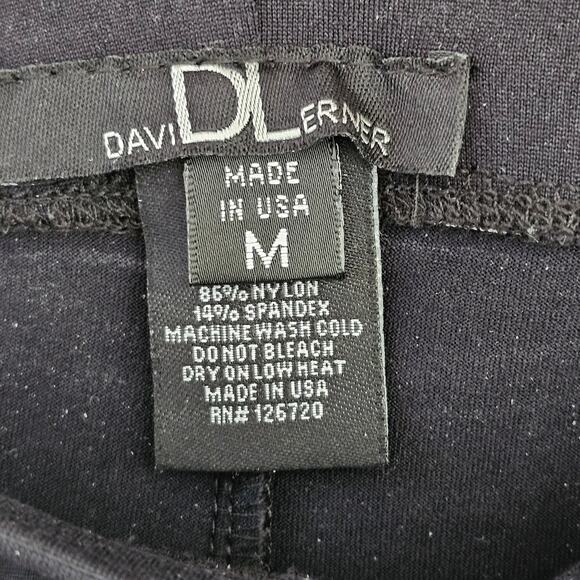 DAVIDLERNER
MADE
IN USA
M
86% NYLON
14% SPANDEX
MACHINE WASH COLD
DO NOT BLEACH
DRY ON LOW HEAT
MADE IN USA
RN# 126720